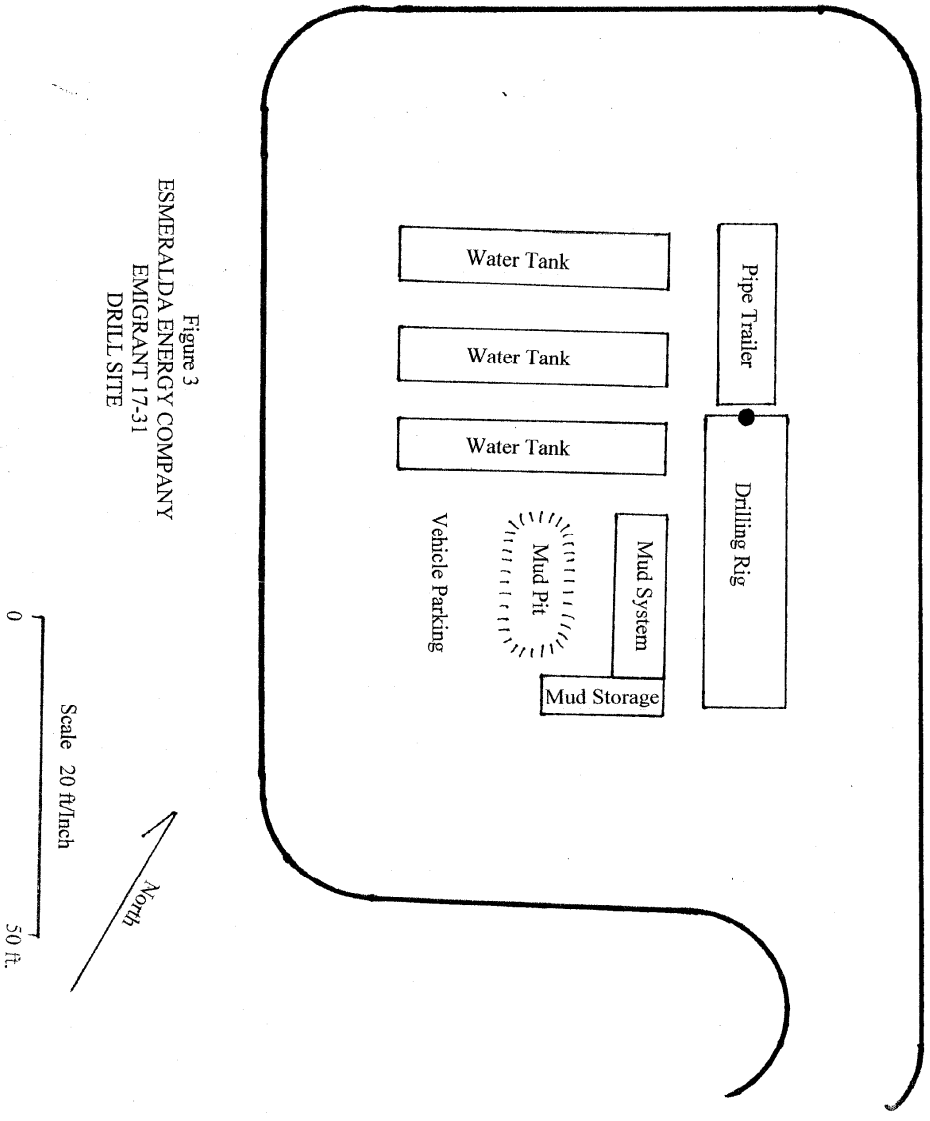 Pipe Trailer
Drilling Rig
Water Tank
Water Tank
Water Tank
Mud System
Mud Storage
Mud Pit
Vehicle Parking
Figure 3
ESMERALDA ENERGY COMPANY
EMIGRANT 17-31
DRILL SITE
0
50 ft.
Scale 20 ft/Inch
North